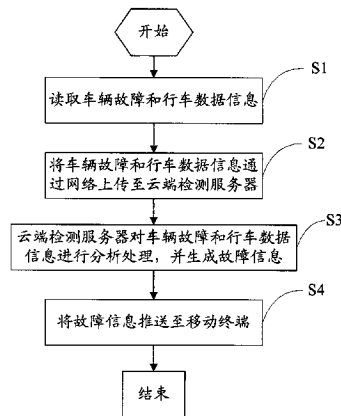 开始
S1
读取车辆故障和行车数据信息
S2
将车辆故障和行车数据信息通
过网络上传至云端检测服务器
S3
云端检测服务器对车辆故障和行车数据
信息进行分析处理，并生成故障信息
S4
将故障信息推送至移动终端
结束